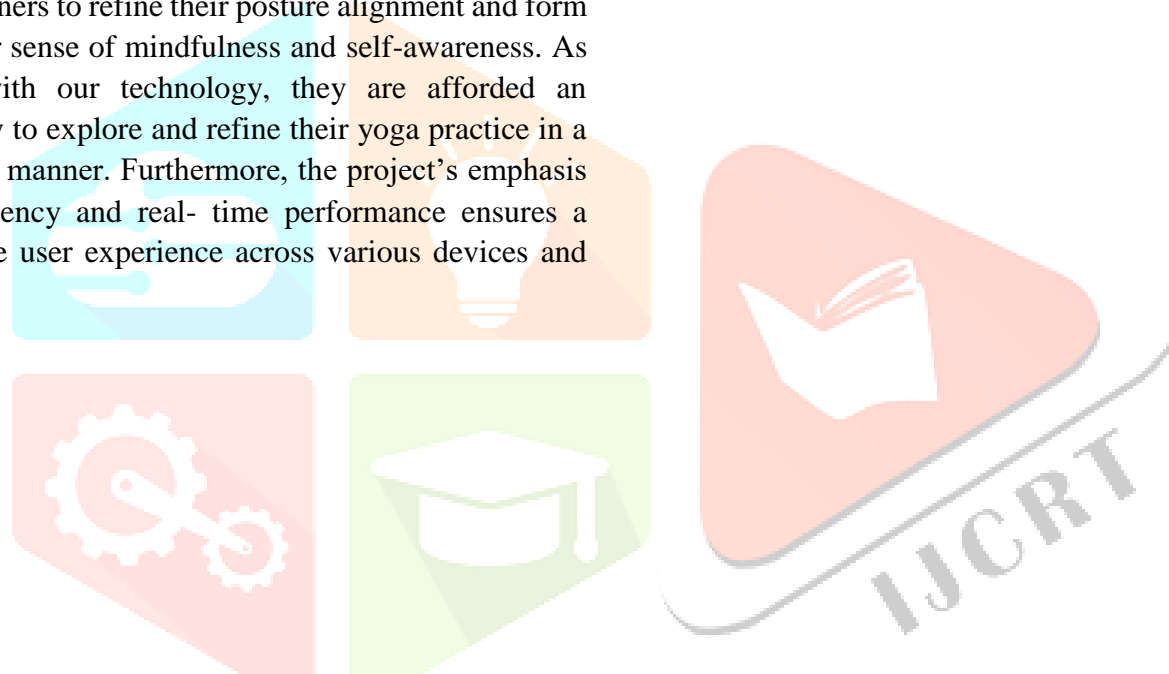 ners to refine their posture alignment and form
r sense of mindfulness and self-awareness. As
with our technology, they are afforded an
y to explore and refine their yoga practice in a
manner. Furthermore, the project’s emphasis
ency and real- time performance ensures a
e user experience across various devices and
IJCRT